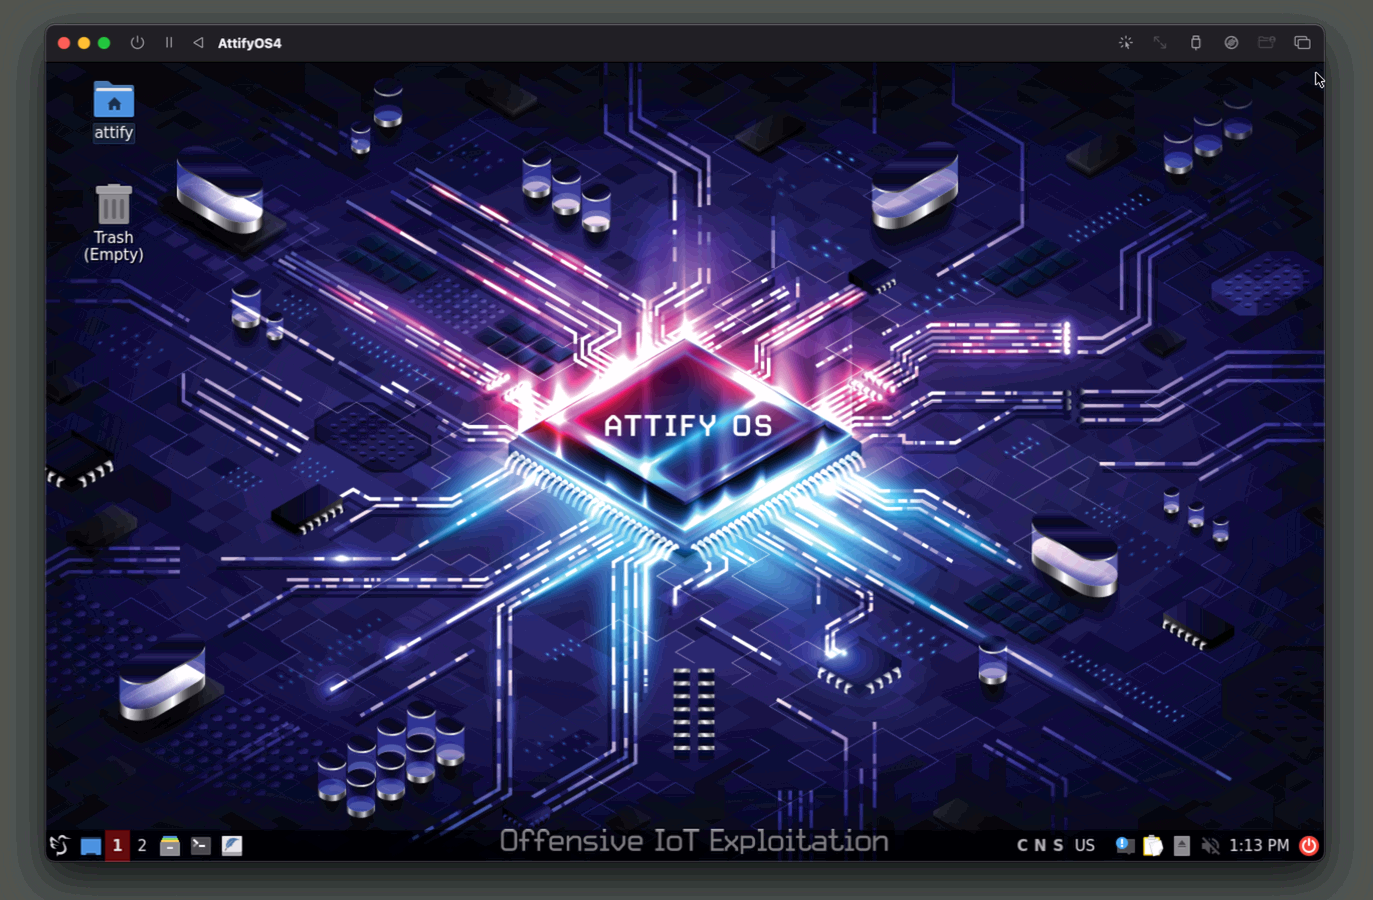 AttifyOS4
attify
Trash
(Empty)
ATTIFY OS
Offensive IoT Exploitation
1 2
C N S US
1:13 PM